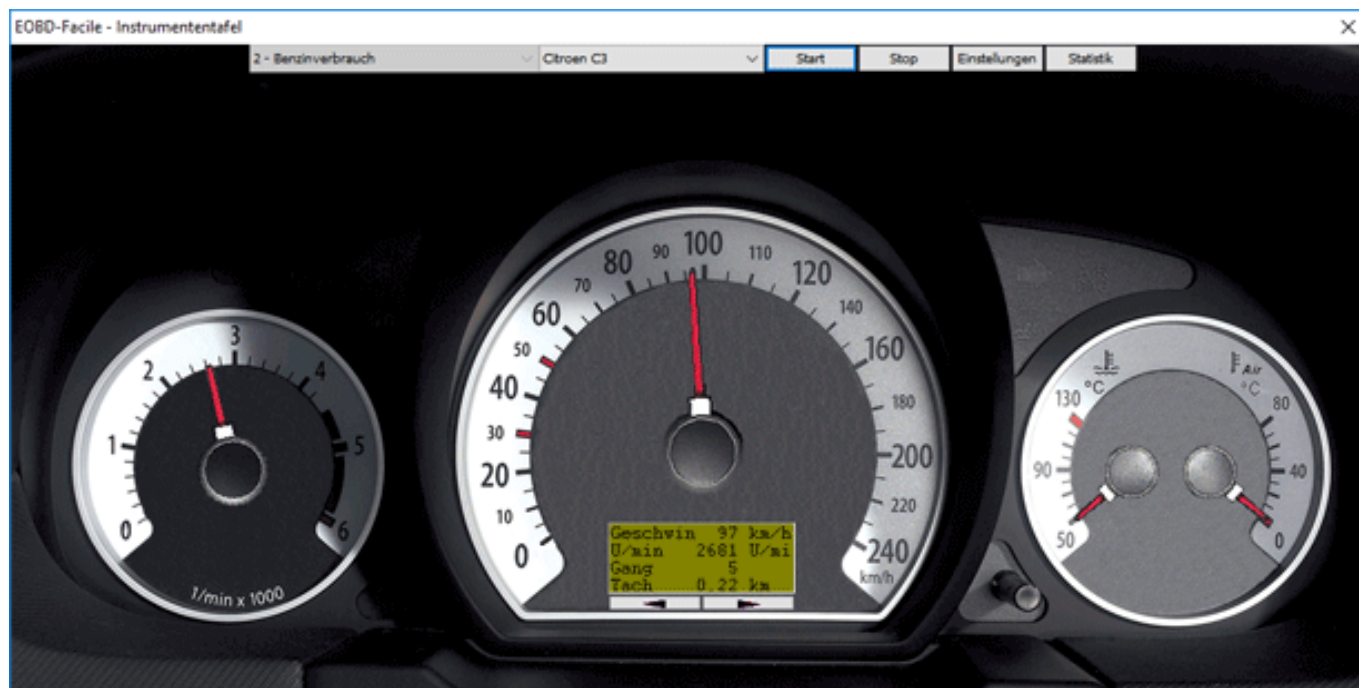 EOBD-Facile - Instrumententafel
2 - Benzinverbrauch
Citroen C3
Start
Stop
Einstellungen
Statistik
0
1
2
3
4
5
6
1/min x 1000
0
10
20
30
40
50
60
70
80
90
100
110
120
140
160
180
200
220
240
km/h
Geschwin 97 km/h
U/min 2681 U/mi
Gang 5
Tach 0,22 km
°C
130
90
50
Air
°C
80
40
0